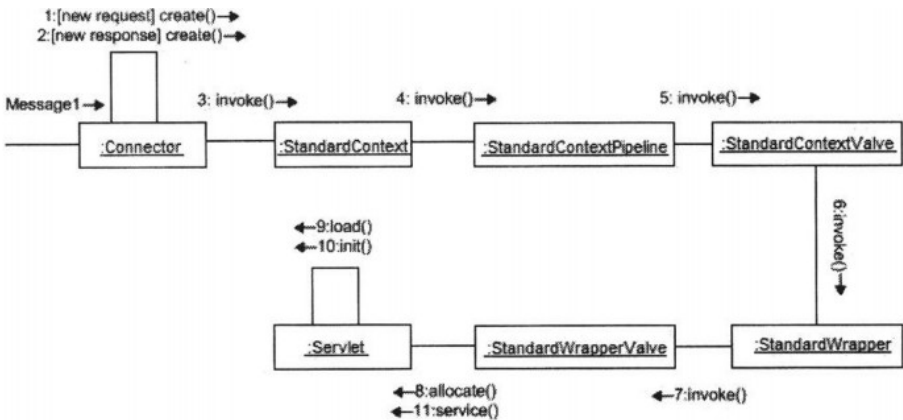 1:[new request] create()→
2:[new response] create()→
Message1→
3: invoke()→
4: invoke()→
5: invoke()→
:Connector
:StandardContext
:StandardContextPipeline
:StandardContextValve
6:invoke()→
←9:load()
←10:init()
:Servlet
:StandardWrapperValve
:StandardWrapper
←8:allocate()
←11:service()
←7:invoke()